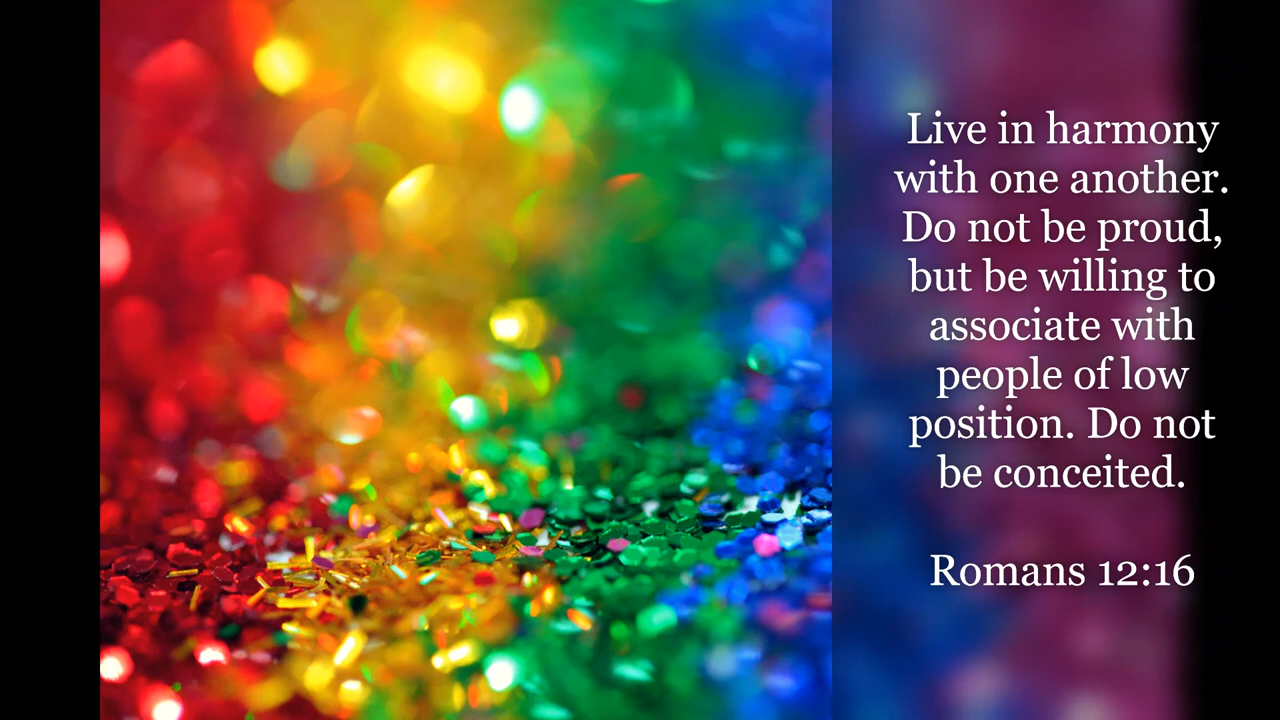 Live in harmony
with one another.
Do not be proud,
but be willing to
associate with
people of low
position. Do not
be conceited.
Romans 12:16